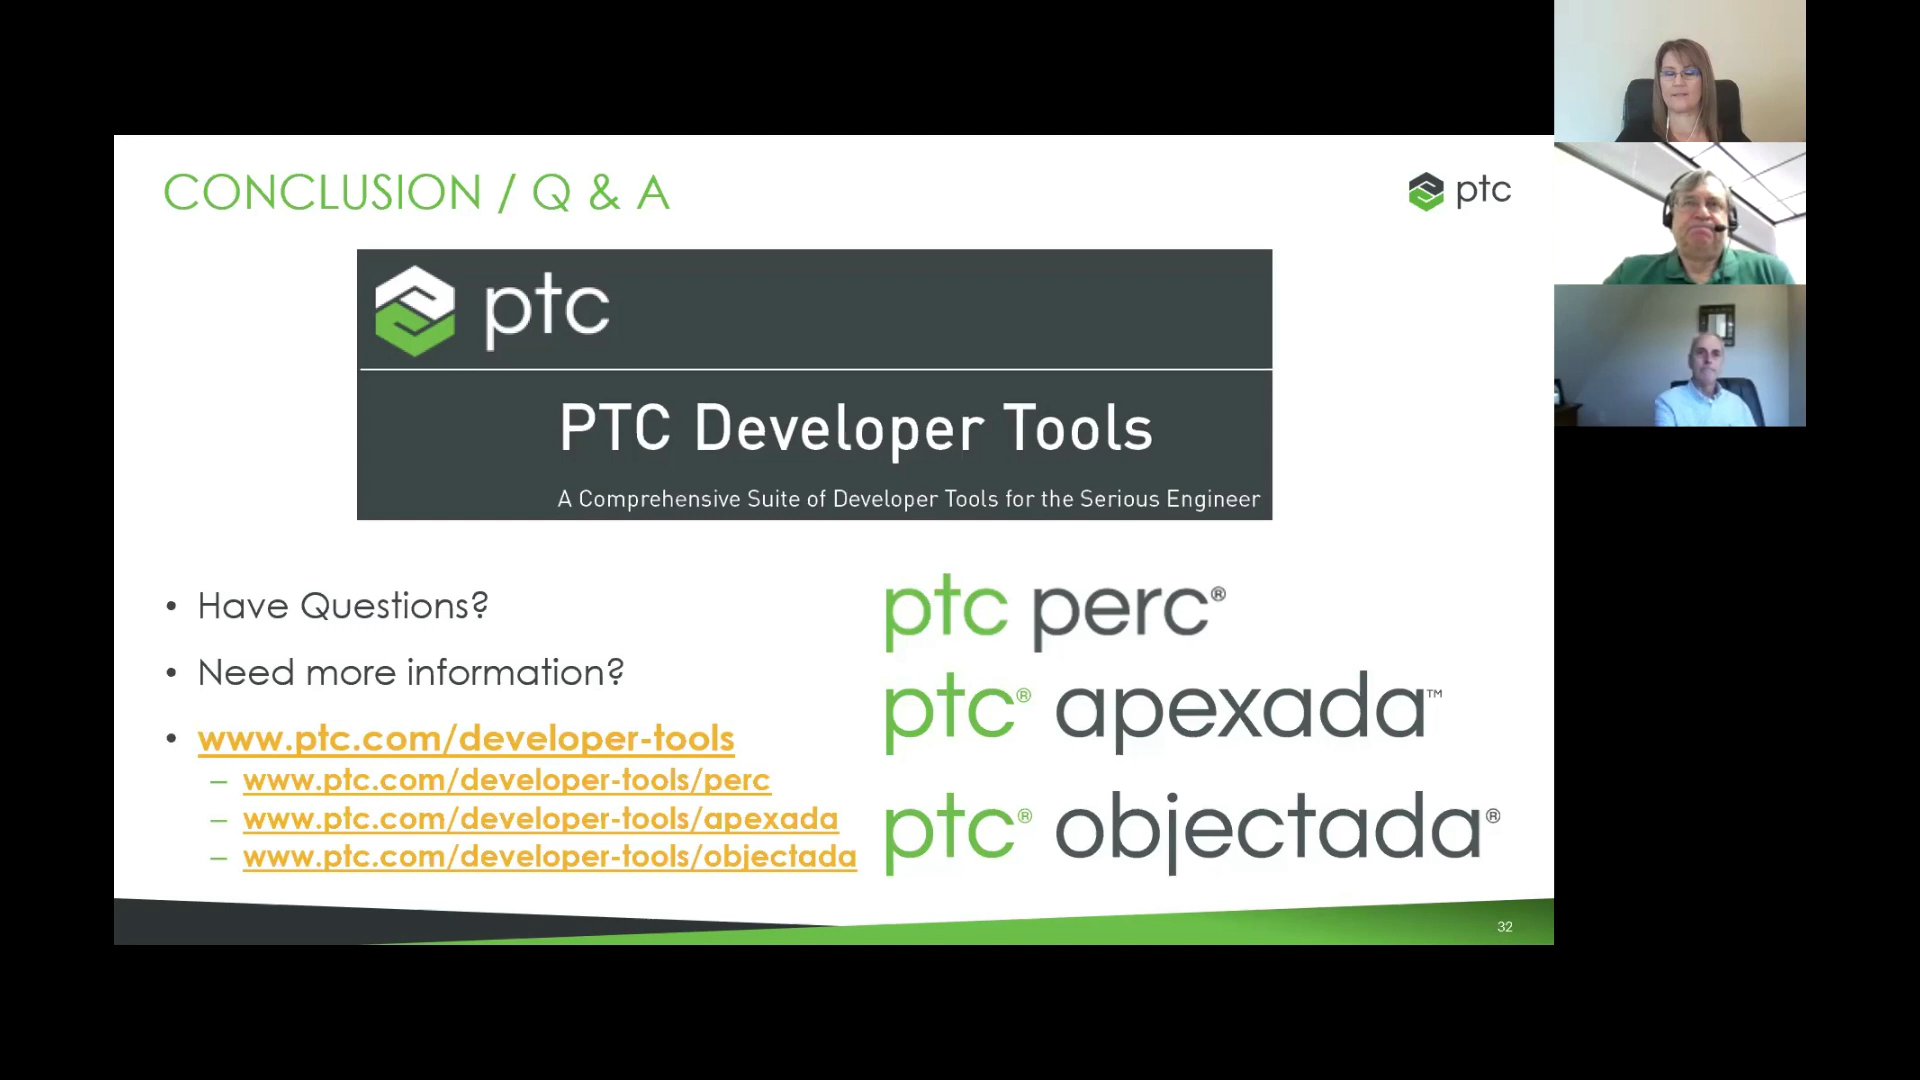 CONCLUSION / Q & A
ptc
ptc
PTC Developer Tools
A Comprehensive Suite of Developer Tools for the Serious Engineer
• Have Questions?
• Need more information?
• www.ptc.com/developer-tools
– www.ptc.com/developer-tools/perc
– www.ptc.com/developer-tools/apexada
– www.ptc.com/developer-tools/objectada
ptc perc®
ptc® apexada™
ptc® objectada®
32